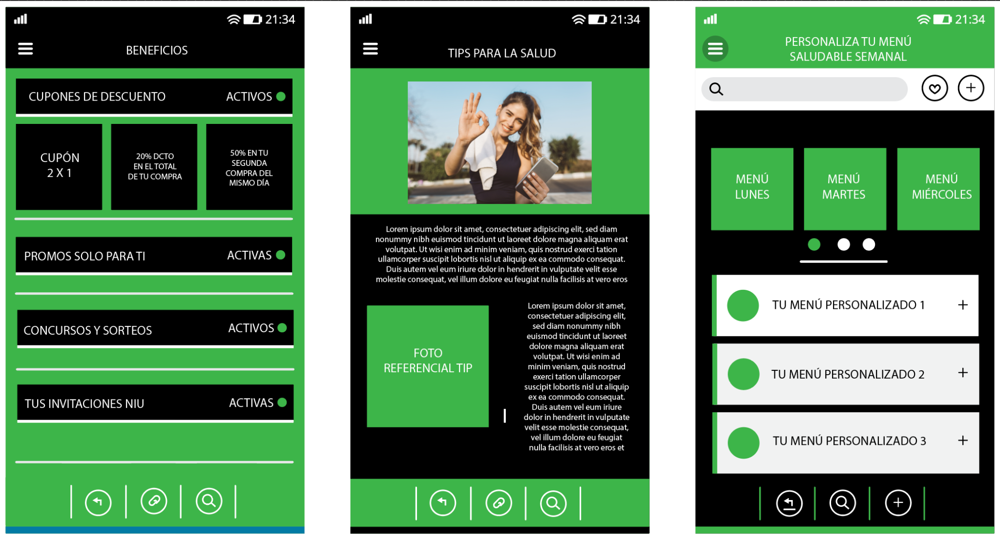 21:34
BENEFICIOS
CUPONES DE DESCUENTO ACTIVOS
CUPÓN
2 X 1
20% DCTO
EN EL TOTAL
DE TU COMPRA
50% EN TU
SEGUNDA
COMPRA DEL
MISMO DÍA
PROMOS SOLO PARA TI ACTIVAS
CONCURSOS Y SORTEOS ACTIVOS
TUS INVITACIONES NIU ACTIVAS
21:34
TIPS PARA LA SALUD
Lorem ipsum dolor sit amet, consectetuer adipiscing elit, sed diam
nonummy nibh euismod tincidunt ut laoreet dolore magna aliquam erat
volutpat. Ut wisi enim ad minim veniam, quis nostrud exerci tation
ullamcorper suscipit lobortis nisl ut aliquip ex ea commodo consequat.
Duis autem vel eum iriure dolor in hendrerit in vulputate velit esse
molestie consequat, vel illum dolore eu feugiat nulla facilisis at vero eros
FOTO
REFERENCIAL TIP
Lorem ipsum dolor sit amet,
consectetuer adipiscing elit,
sed diam nonummy nibh
euismod tincidunt ut laoreet
dolore magna aliquam erat
volutpat. Ut wisi enim ad
minim veniam, quis nostrud
exerci tation ullamcorper
suscipit lobortis nisl ut aliquip
ex ea commodo consequat.
Duis autem vel eum iriure
dolor in hendrerit in vulputate
velit esse molestie consequat,
vel illum dolore eu feugiat
nulla facilisis at vero eros et
21:34
PERSONALIZA TU MENÚ
SALUDABLE SEMANAL
MENÚ
LUNES
MENÚ
MARTES
MENÚ
MIÉRCOLES
TU MENÚ PERSONALIZADO 1 +
TU MENÚ PERSONALIZADO 2 +
TU MENÚ PERSONALIZADO 3 +